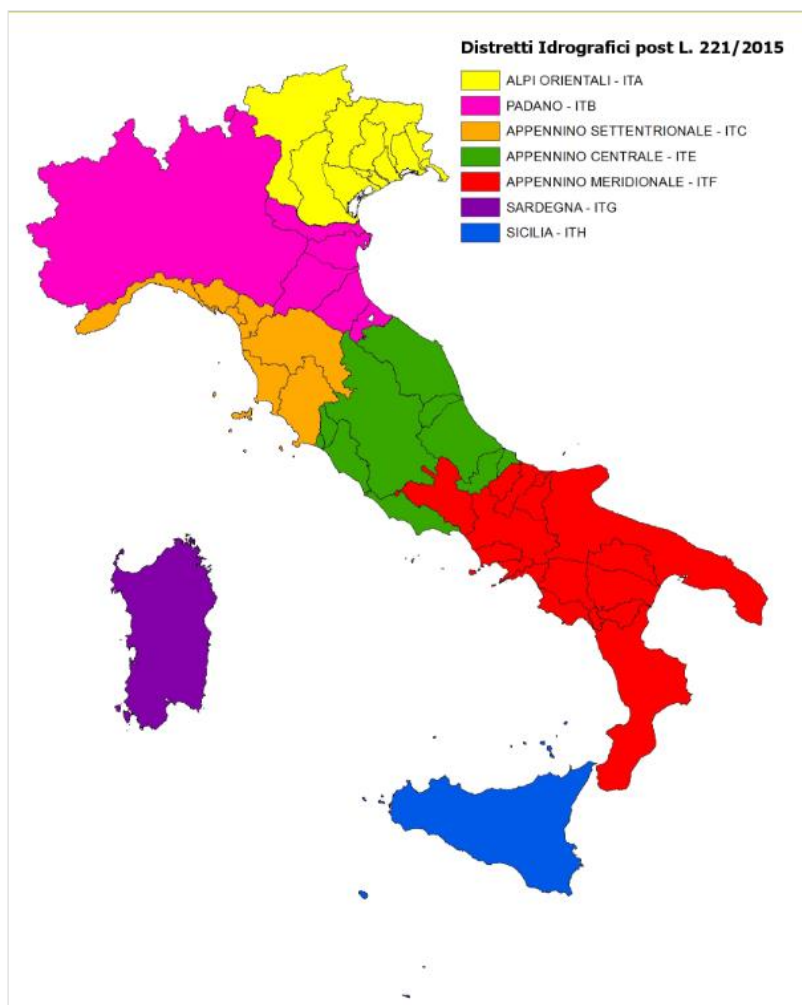 Distretti Idrografici post L. 221/2015
ALPI ORIENTALI - ITA
PADANO - ITB
APPENNINO SETTENTRIONALE - ITC
APPENNINO CENTRALE - ITE
APPENNINO MERIDIONALE - ITF
SARDEGNA - ITG
SICILIA - ITH